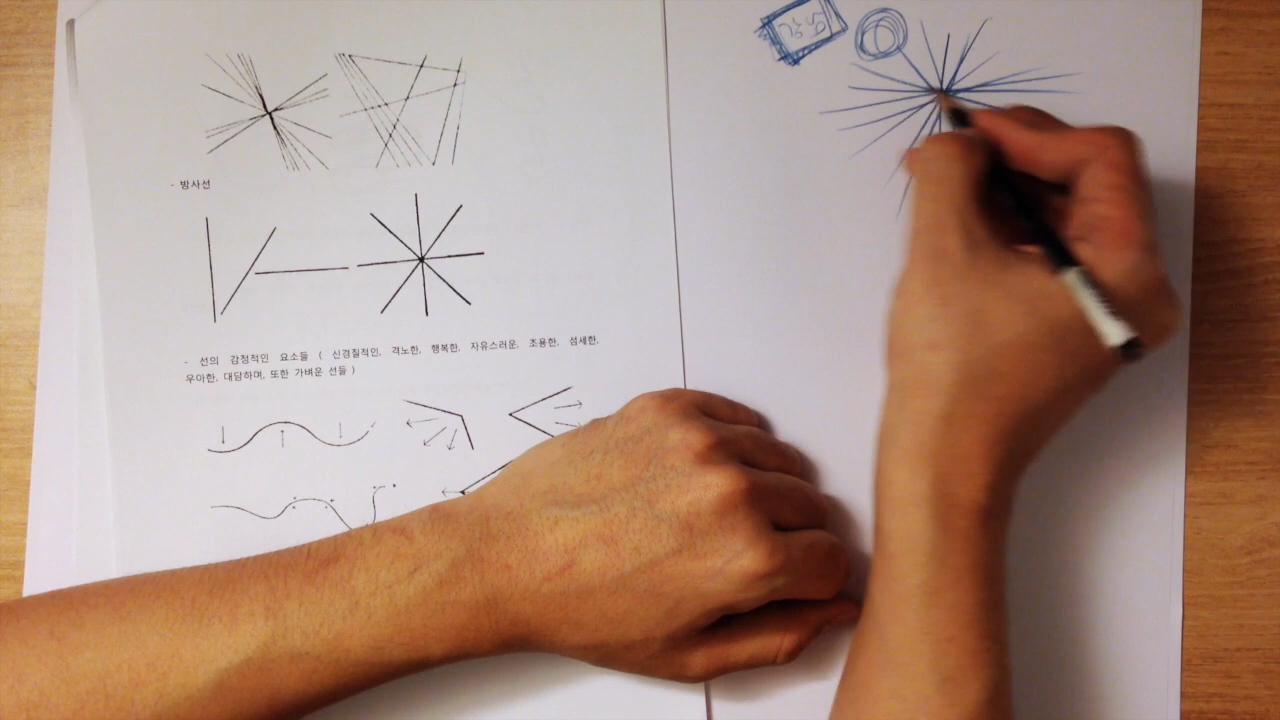 - 방사선
- 선의 감정적인 요소들 ( 신경질적인, 격노한, 행복한, 자유스러운, 조용한, 섬세한,
우아한, 대담하며, 또한 가벼운 선들 )